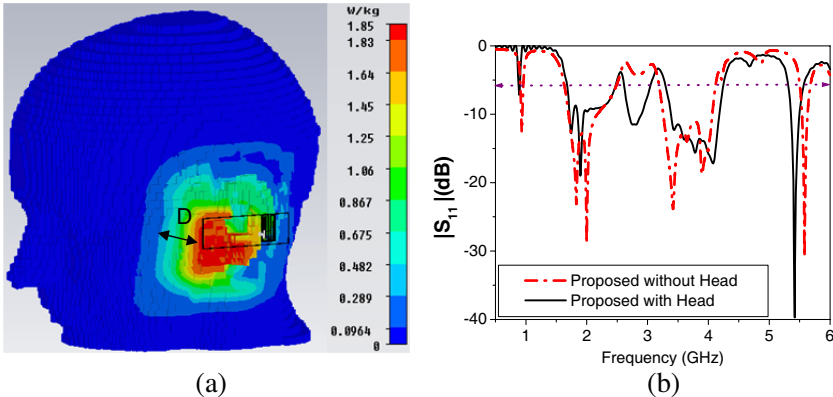 W/kg
1.85
1.83
1.64
1.45
1.25
1.06
0.867
0.675
0.482
0.289
0.0964
0
D
(a)
0
-10
-20
-30
-40
|S11|(dB)
Proposed without Head
Proposed with Head
1 2 3 4 5 6
Frequency (GHz)
(b)